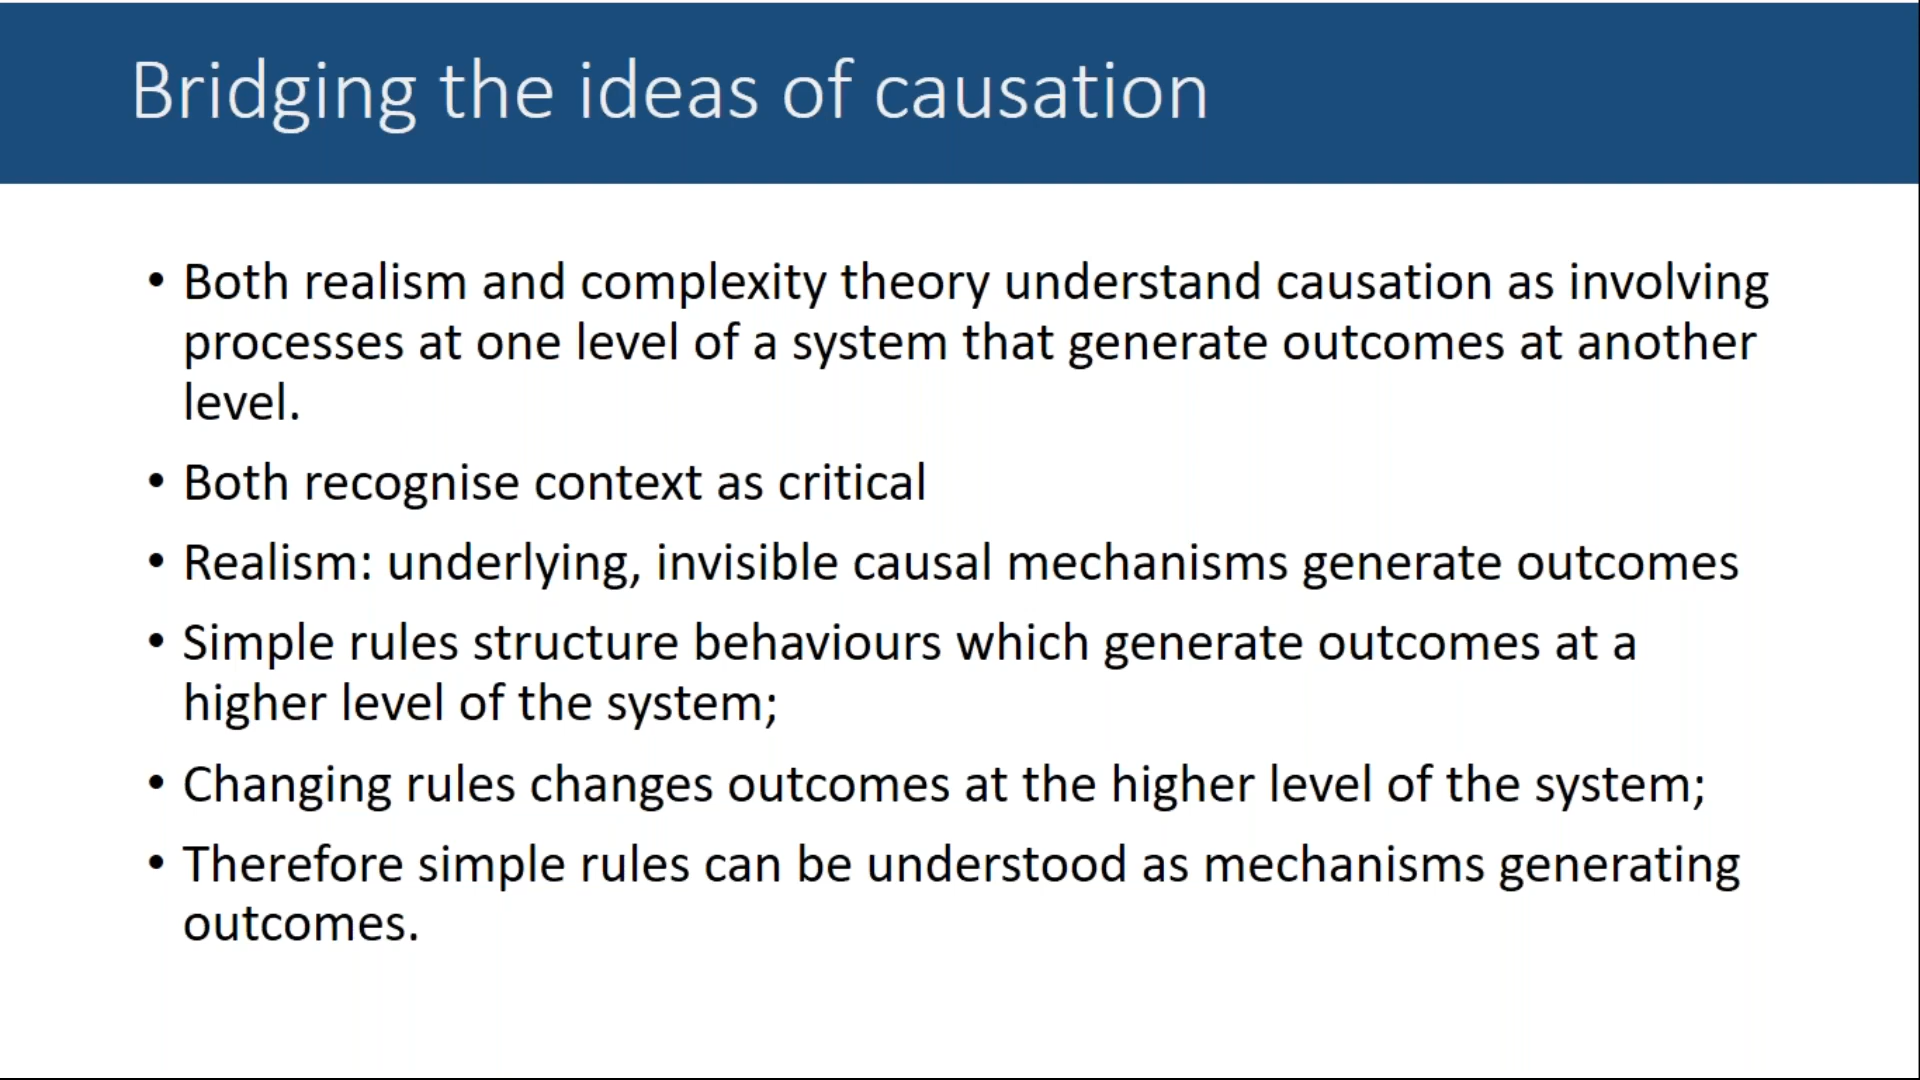 Bridging the ideas of causation
• Both realism and complexity theory understand causation as involving
processes at one level of a system that generate outcomes at another
level.
• Both recognise context as critical
• Realism: underlying, invisible causal mechanisms generate outcomes
• Simple rules structure behaviours which generate outcomes at a
higher level of the system;
• Changing rules changes outcomes at the higher level of the system;
• Therefore simple rules can be understood as mechanisms generating
outcomes.